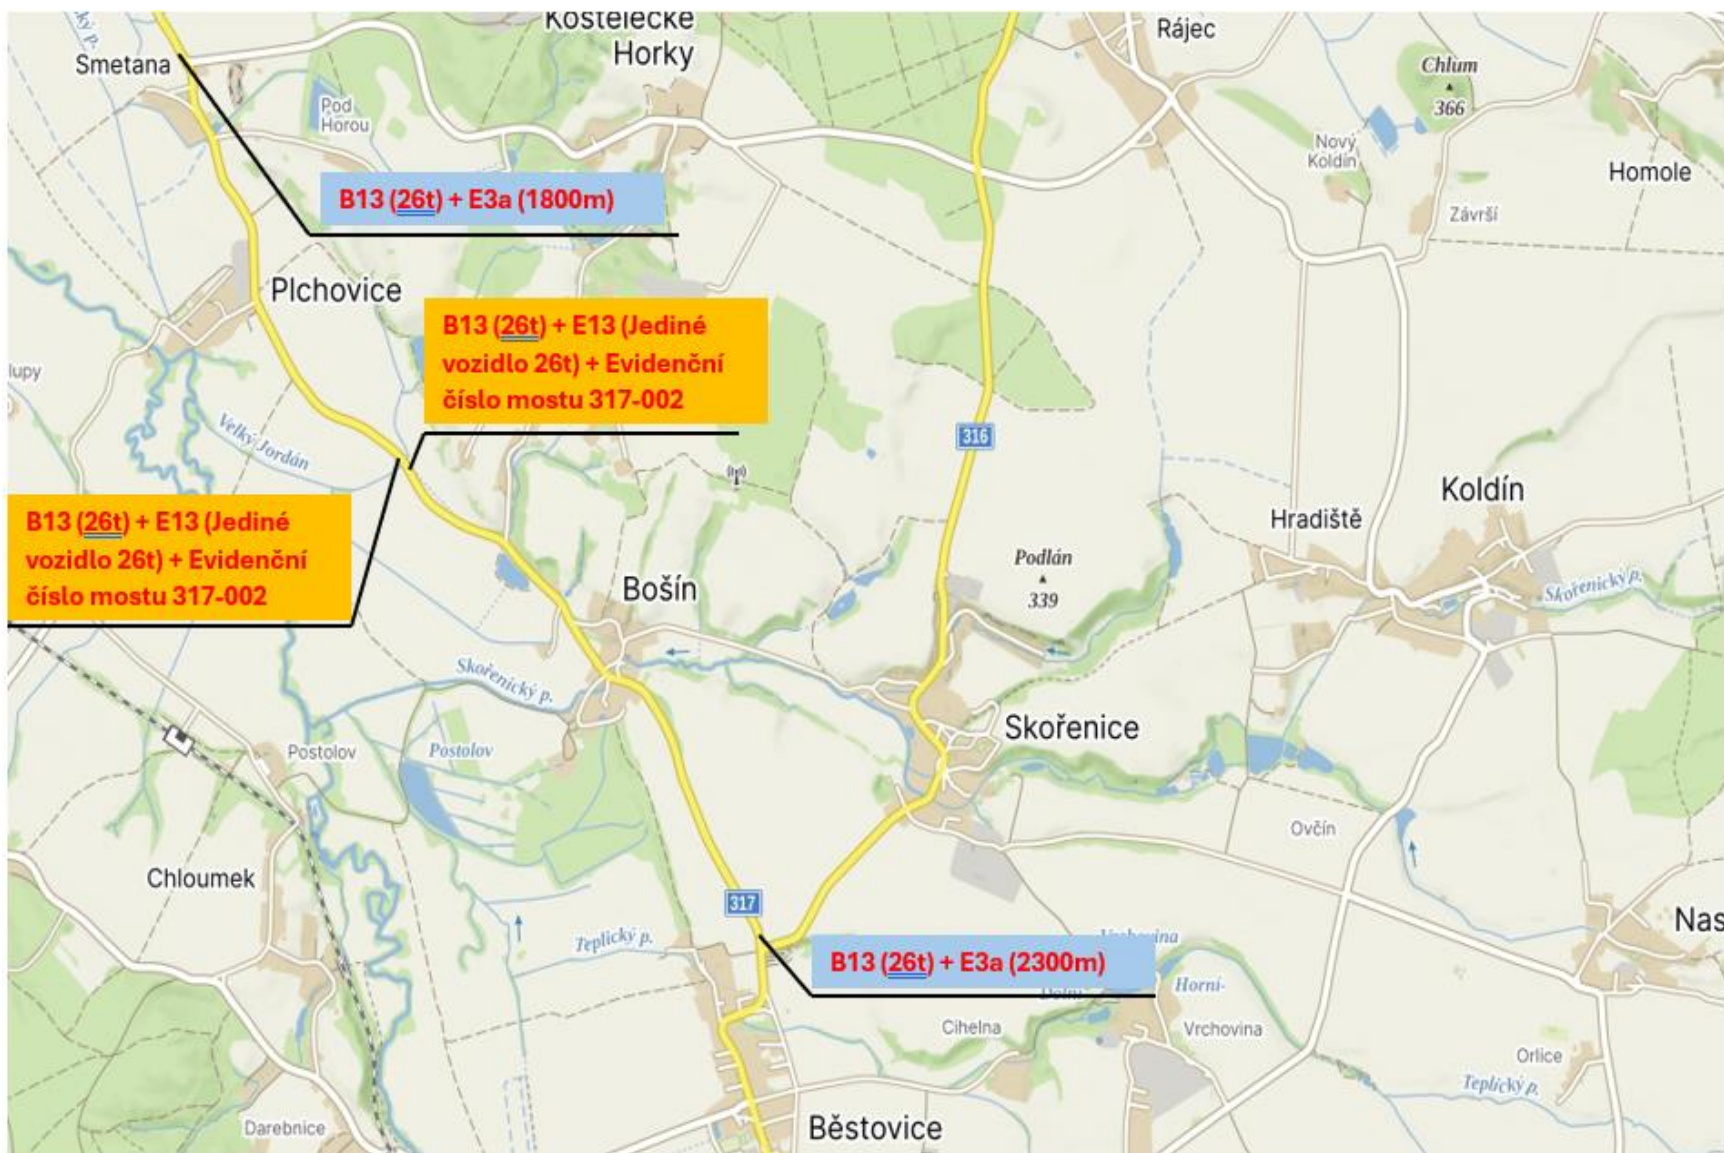 Kostelecké
Horky
Rájec
Smetana
ký p.
Chlum
366
Pod
Horou
Nový
Koldín
Homole
Závrší
B13 (26t) + E3a (1800m)
Plchovice
B13 (26t) + E13 (Jediné
vozidlo 26t) + Evidenční
číslo mostu 317-002
lupy
Velký Jordán
316
Koldín
Hradiště
B13 (26t) + E13 (Jediné
vozidlo 26t) + Evidenční
číslo mostu 317-002
Podlán
339
Bošín
Skořenický p.
Skořenický p.
Skořenice
Postolov
Postolov
Ovčín
Chloumek
317
Nas
Teplický p.
B13 (26t) + E3a (2300m)
Horní-
Cihelna
Vrchovina
Orlice
Teplický p.
Darebnice
Běstovice